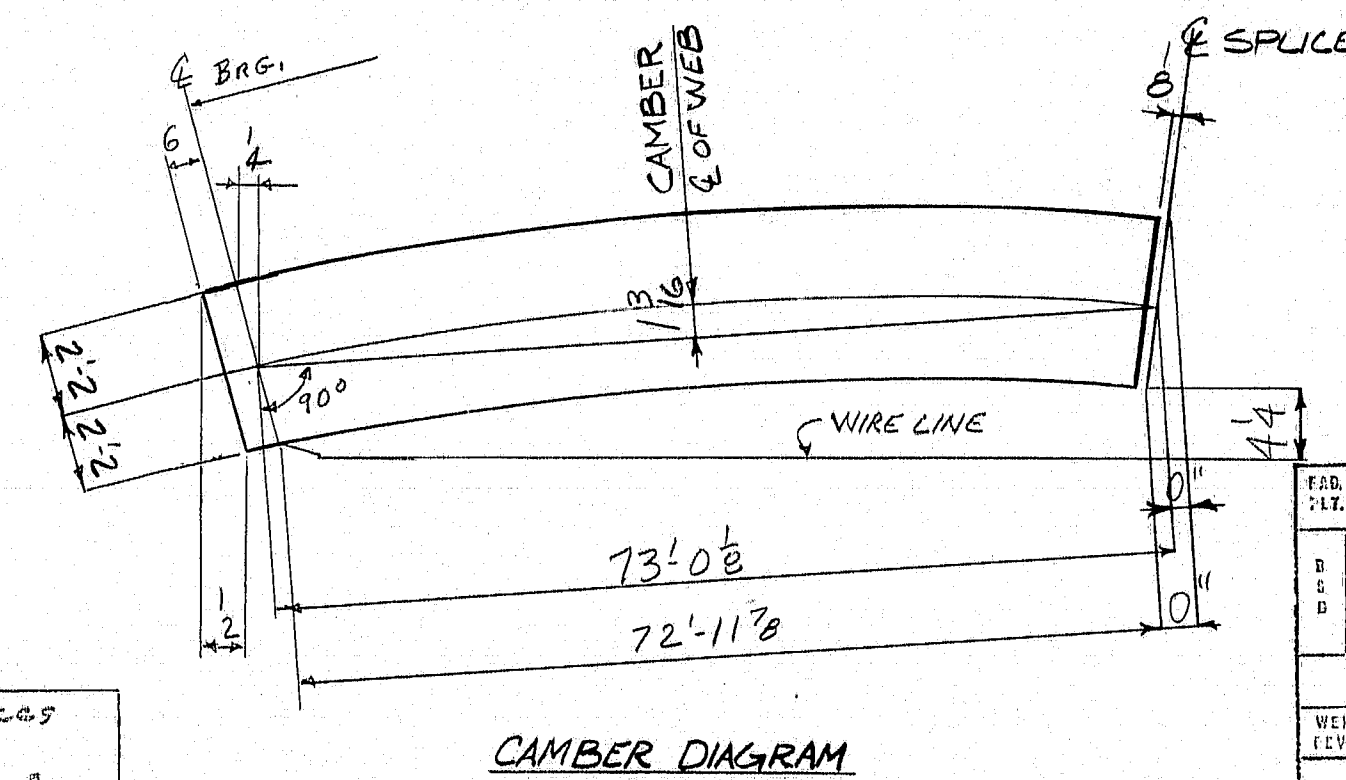 ℄ SPLICE
℄ BRG.
CAMBER
℄ OF WEB
8
6
1/4
1 3/16
2'-2
2'-2
90°
WIRE LINE
4 1/4
0"
73'-0 1/8
0"
72'-11 7/8
1/2
CAMBER DIAGRAM